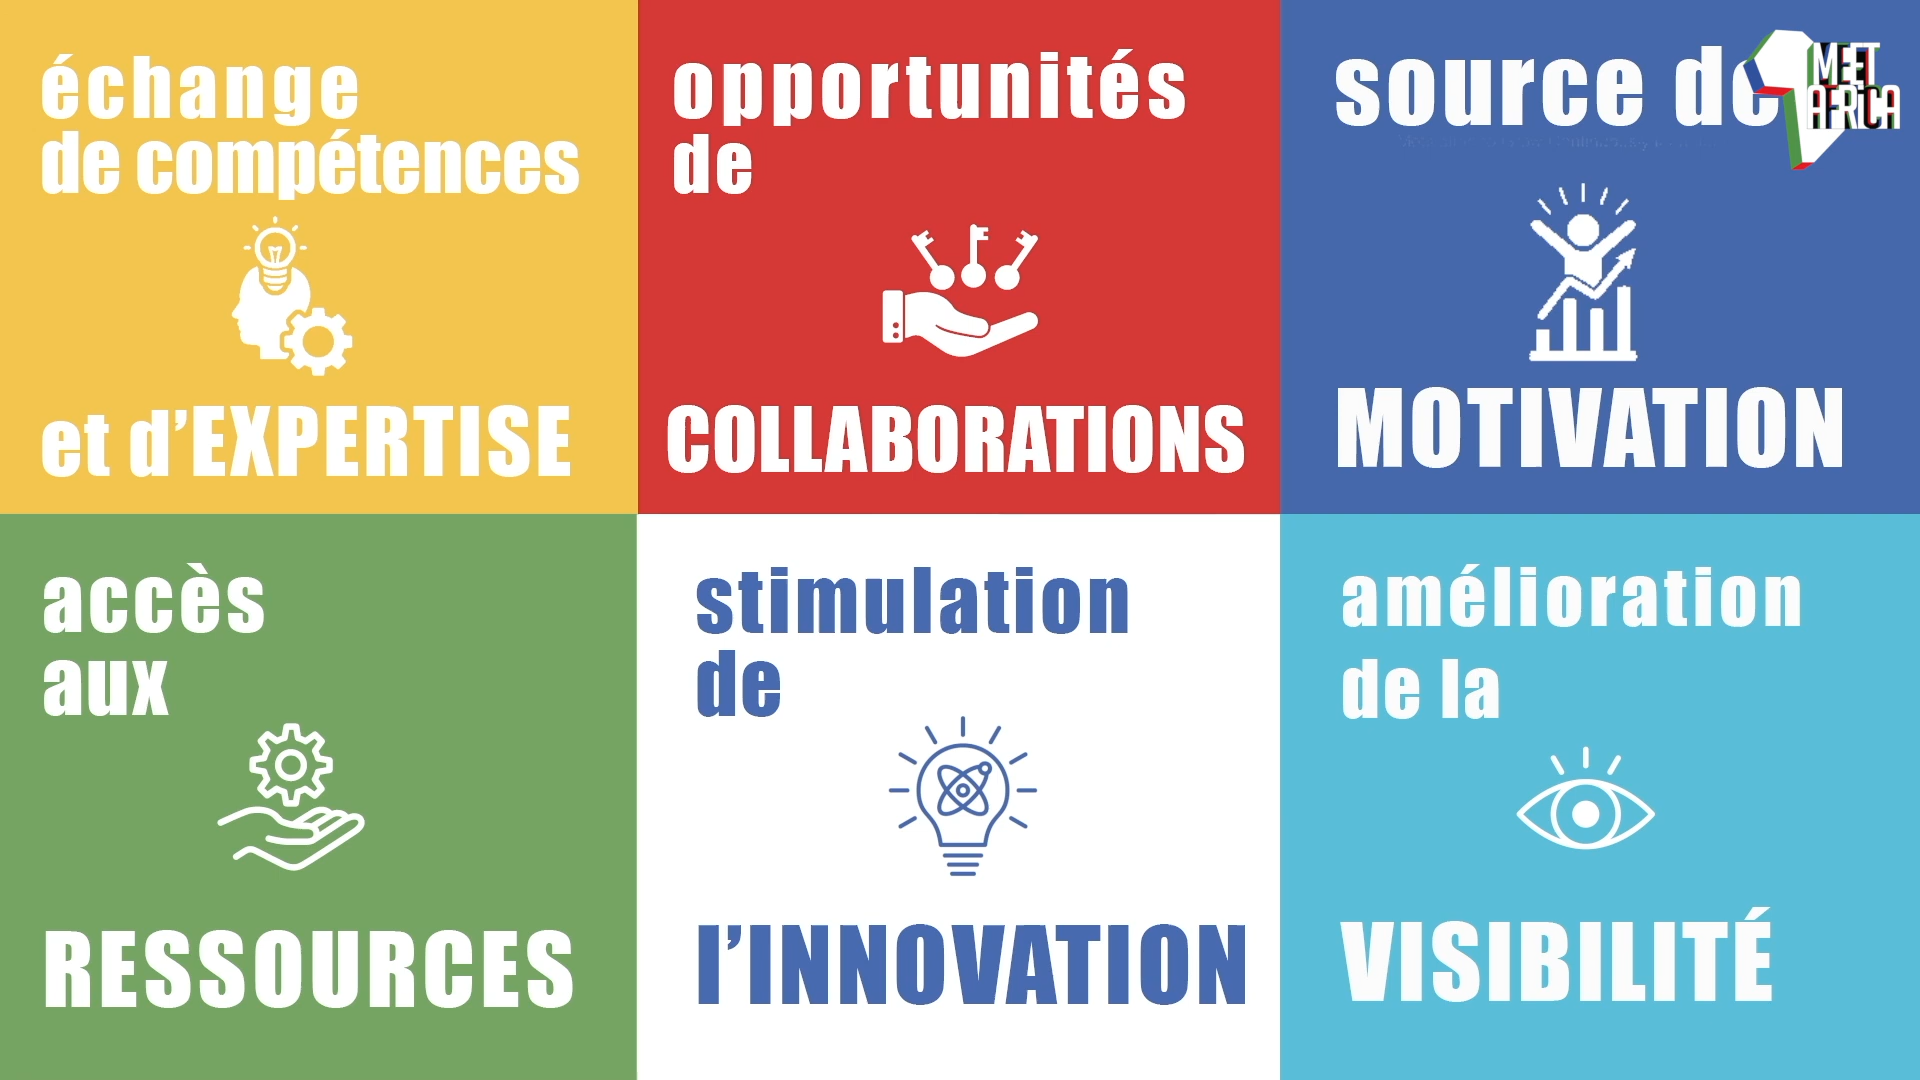 échange
de compétences
et d’EXPERTISE
opportunités
de
COLLABORATIONS
source de
MOTIVATION
MEET
AFRICA
accès
aux
RESSOURCES
stimulation
de
l’INNOVATION
amélioration
de la
VISIBILITÉ